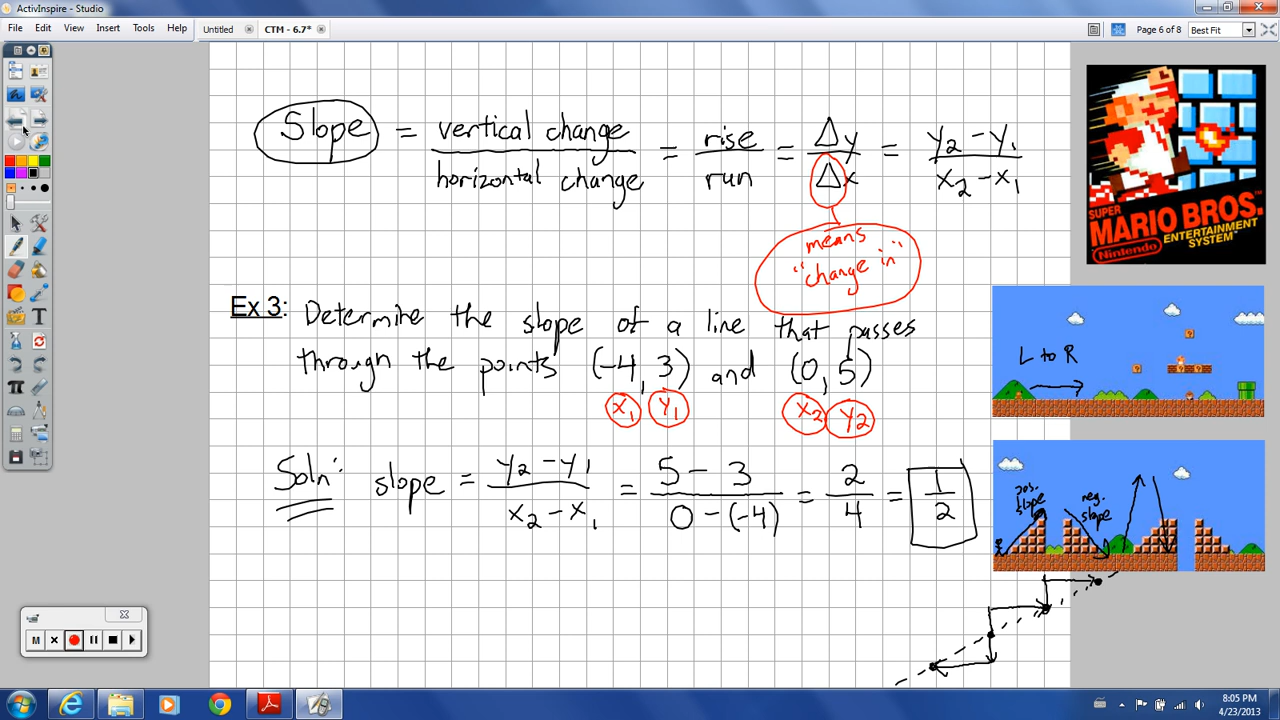 ActivInspire - Studio
File Edit View Insert Tools Help
Untitled
CTM - 6.7*
Page 6 of 8
Best Fit
Slope = vertical change / horizontal change = rise / run = Δy / Δx = y₂ - y₁ / x₂ - x₁
means
"change in"
SUPER
MARIO BROS.
Nintendo ENTERTAINMENT
SYSTEM
Ex 3: Determine the slope of a line that passes
through the points (-4, 3) and (0, 5)
x₁ y₁ x₂ y₂
L to R
Soln: slope = y₂ - y₁ / x₂ - x₁ = 5 - 3 / 0 - (-4) = 2 / 4 = 1 / 2
pos.
slope
neg.
slope
M
8:05 PM
4/23/2013